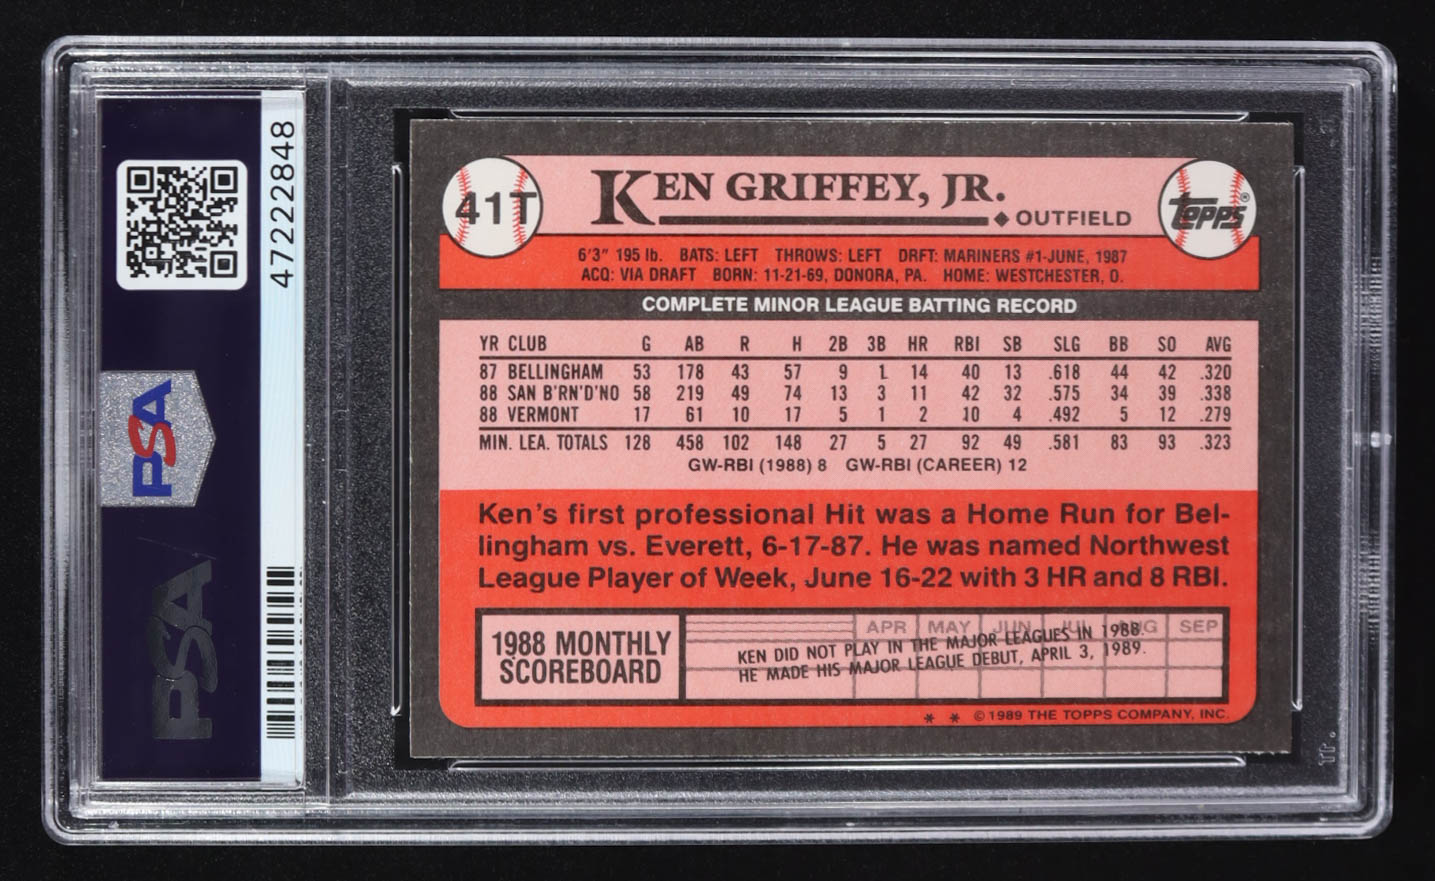 47222848
PSA
PSA
41T
KEN GRIFFEY, JR.
◆ OUTFIELD
Topps®
6'3" 195 lb. BATS: LEFT THROWS: LEFT DRFT: MARINERS #1-JUNE, 1987
ACQ: VIA DRAFT BORN: 11-21-69, DONORA, PA. HOME: WESTCHESTER, O.
COMPLETE MINOR LEAGUE BATTING RECORD
YR CLUB G AB R H 2B 3B HR RBI SB SLG BB SO AVG
87 BELLINGHAM 53 178 43 57 9 1 14 40 13 .618 44 42 .320
88 SAN B'RN'D'NO 58 219 49 74 13 3 11 42 32 .575 34 39 .338
88 VERMONT 17 61 10 17 5 1 2 10 4 .492 5 12 .279
MIN. LEA. TOTALS 128 458 102 148 27 5 27 92 49 .581 83 93 .323
GW-RBI (1988) 8 GW-RBI (CAREER) 12
Ken's first professional Hit was a Home Run for Bel-
lingham vs. Everett, 6-17-87. He was named Northwest
League Player of Week, June 16-22 with 3 HR and 8 RBI.
1988 MONTHLY
SCOREBOARD
APR MAY JUN JUL AUG SEP
KEN DID NOT PLAY IN THE MAJOR LEAGUES IN 1988.
HE MADE HIS MAJOR LEAGUE DEBUT, APRIL 3, 1989.
* * © 1989 THE TOPPS COMPANY, INC.